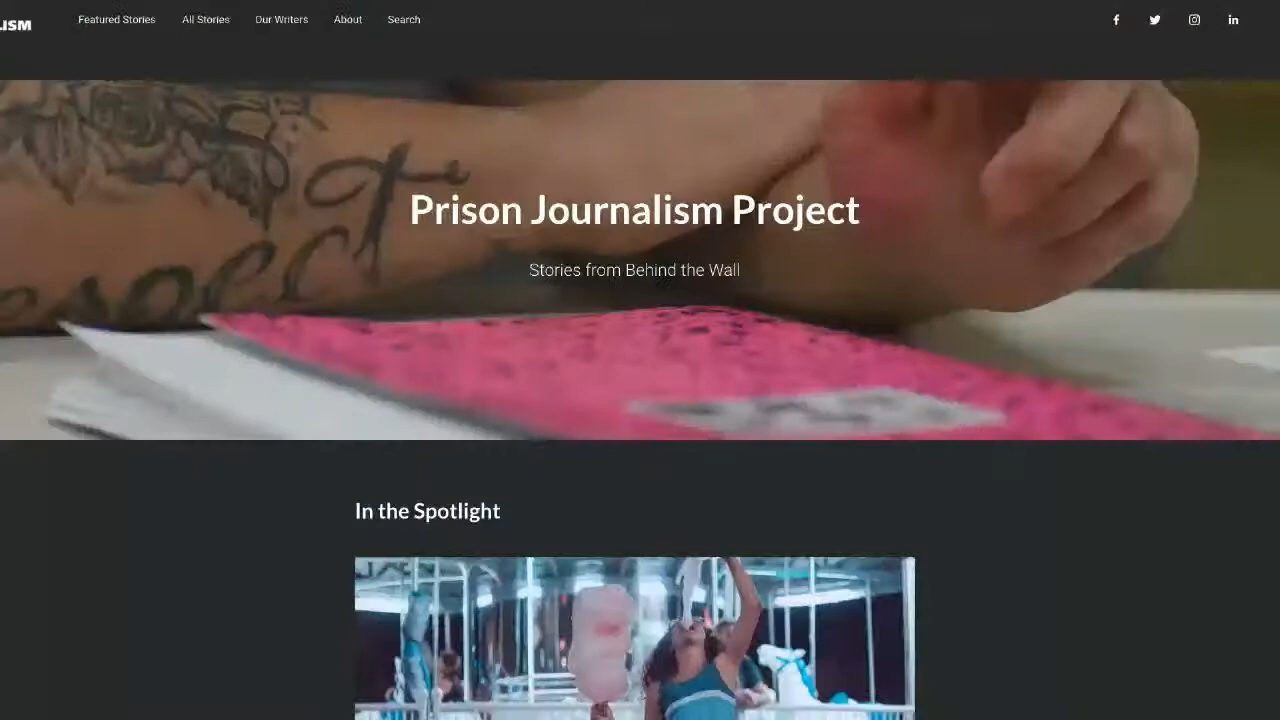 LISM
Featured Stories
All Stories
Our Writers
About
Search
Prison Journalism Project
Stories from Behind the Wall
In the Spotlight